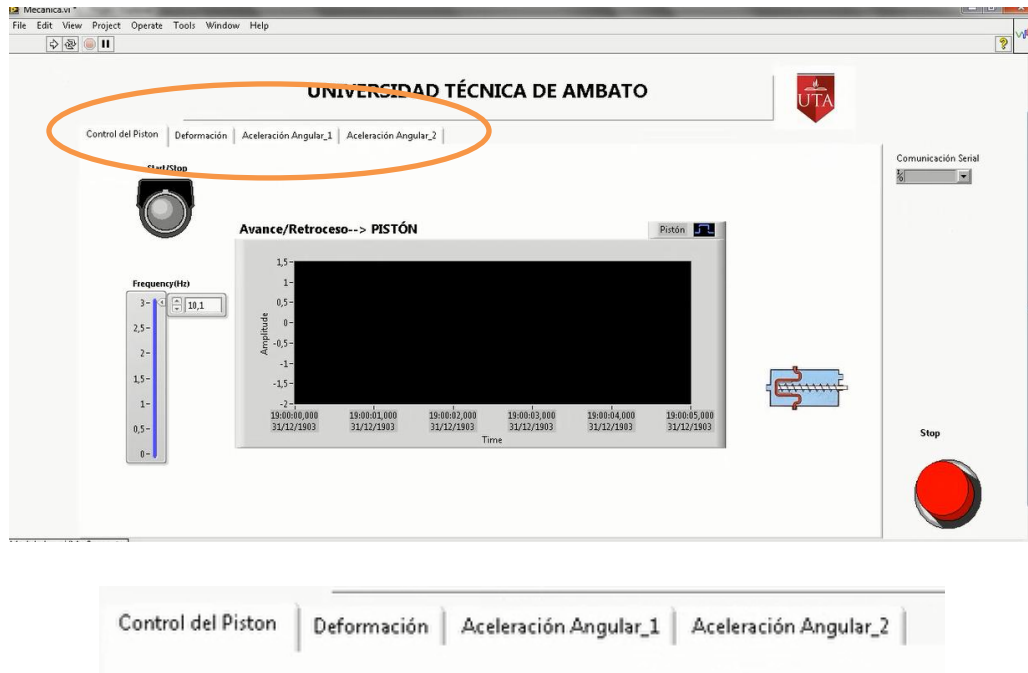 Mecanica.vi *
File Edit View Project Operate Tools Window Help
UNIVERSIDAD TÉCNICA DE AMBATO
UTA
Control del Piston Deformación Aceleración Angular_1 Aceleración Angular_2
Start/Stop
Comunicación Serial
Avance/Retroceso--> PISTÓN
Pistón
Frequency(Hz)
10,1
3
2,5
2
1,5
1
0,5
0
Amplitude
1,5
1
0,5
0
-0,5
-1
-1,5
-2
19:00:00,000 19:00:01,000 19:00:02,000 19:00:03,000 19:00:04,000 19:00:05,000
31/12/1903 31/12/1903 31/12/1903 31/12/1903 31/12/1903 31/12/1903
Time
Stop
Control del Piston Deformación Aceleración Angular_1 Aceleración Angular_2